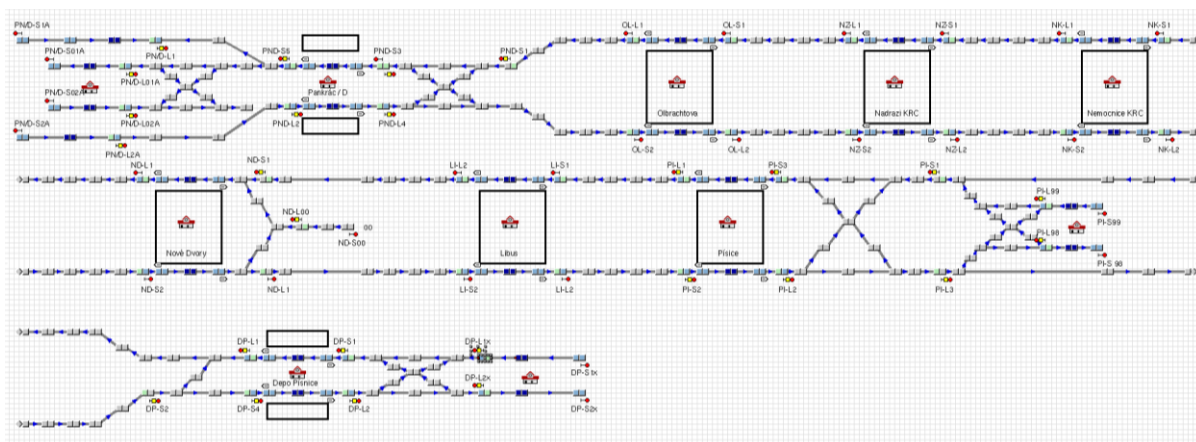 PN/D-S1A
PN/D-L1
PN/D-S01A
PN/D-L01A
PN/D-S02A
PN/D-L02A
PN/D-S2A
PN/D-L2A
PND-S6
PND-S3
PND-S1
Pankrác / D
PND-L2
PND-L4
OL-L1
OL-S1
NZ-L1
NZ-S1
NK-L1
NK-S1
Olbrachtova
Nadrazi KRC
Nemocnice KRC
OL-S2
OL-L2
NZ-S2
NZ-L2
NK-S2
NK-L2
ND-L1
ND-S1
LI-L2
LI-S1
PI-L1
PI-S3
PI-S1
PI-L99
PI-S99
ND-L00
00
ND-S00
PI-L98
PI-S 98
Nové Dvory
Libus
Pisice
ND-S2
ND-L1
LI-S2
LI-L2
PI-S2
PI-L2
PI-L3
DP-L1
DP-S1
DP-L1x
DP-S1x
Depo Pisnice
DP-L2x
DP-S2
DP-S4
DP-L2
DP-S2x